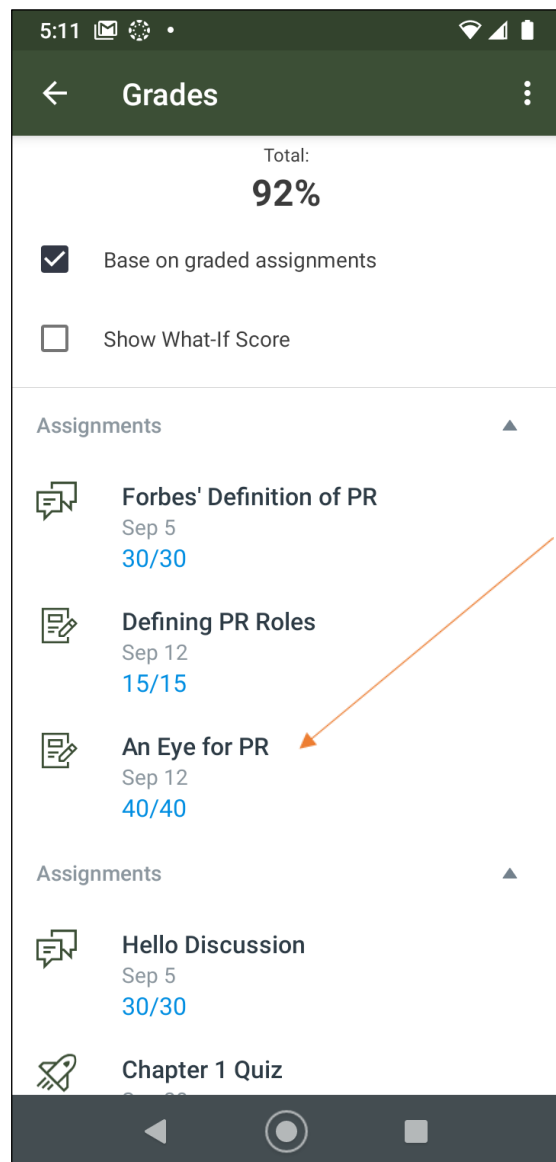 5:11
Grades
Total:
92%
Base on graded assignments
Show What-If Score
Assignments
Forbes' Definition of PR
Sep 5
30/30
Defining PR Roles
Sep 12
15/15
An Eye for PR
Sep 12
40/40
Assignments
Hello Discussion
Sep 5
30/30
Chapter 1 Quiz